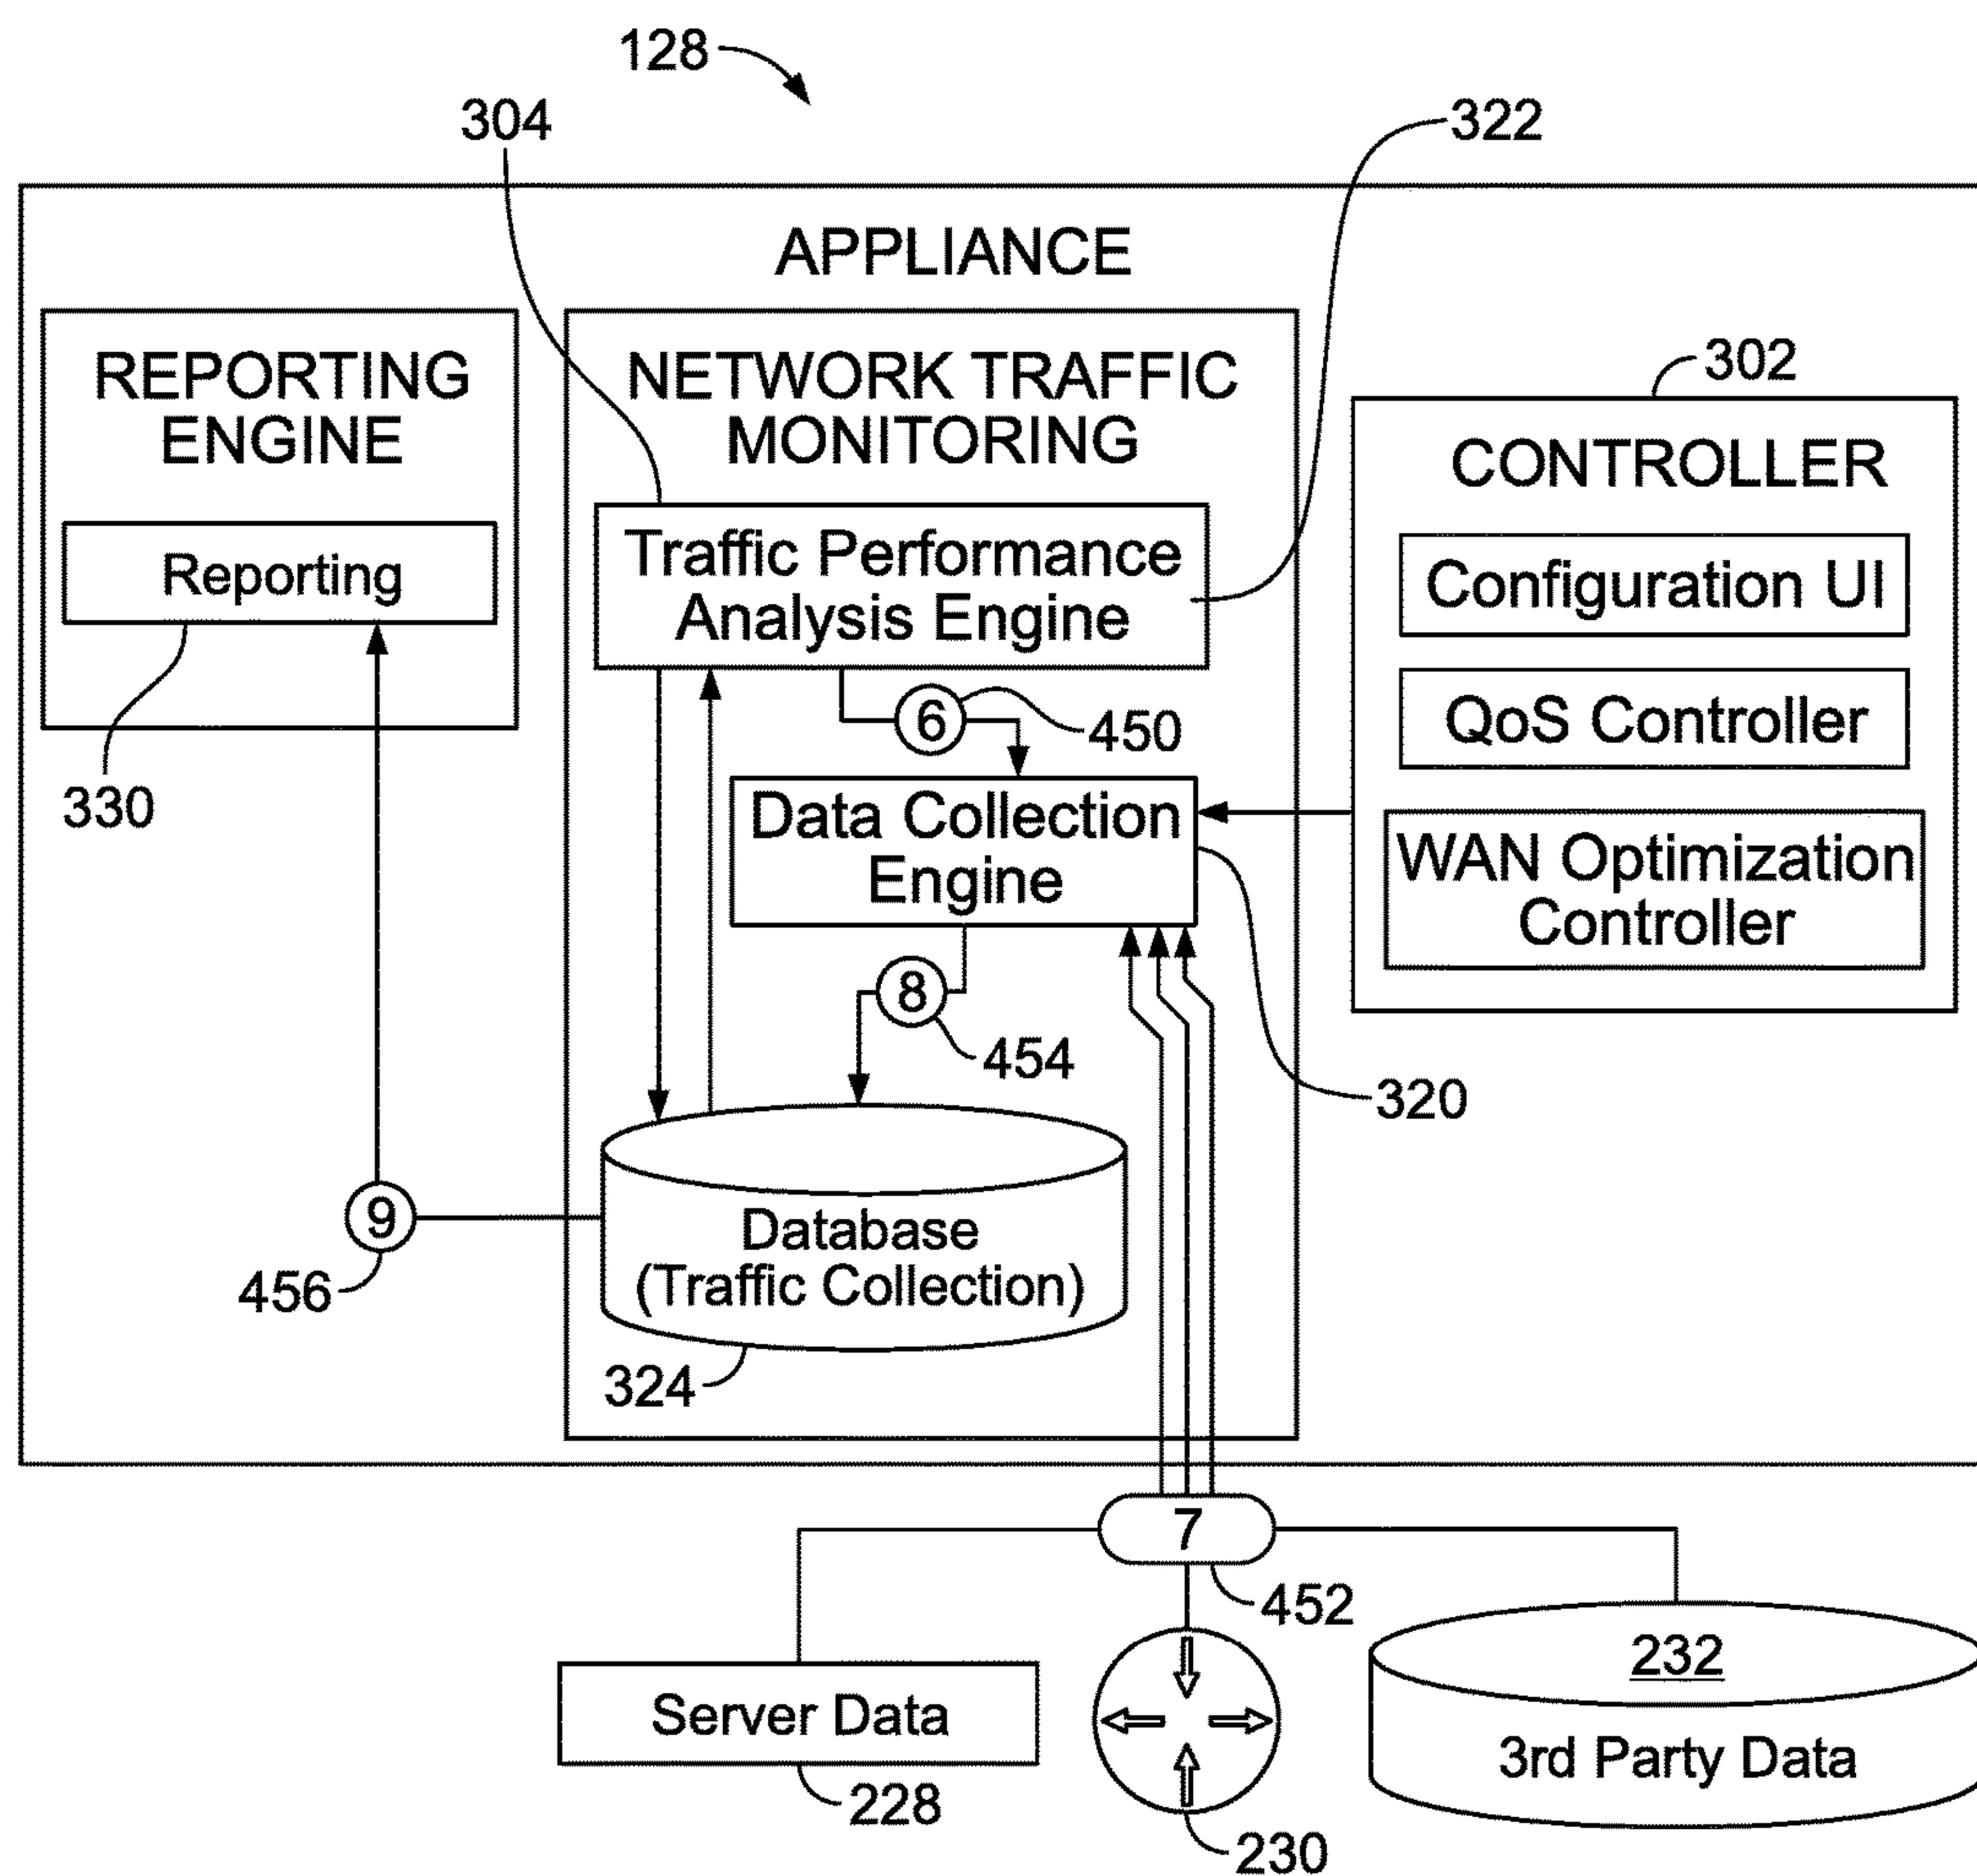 128
304
322
APPLIANCE
REPORTING
ENGINE
Reporting
330
NETWORK TRAFFIC
MONITORING
Traffic Performance
Analysis Engine
6
450
Data Collection
Engine
8
454
320
Database
(Traffic Collection)
324
9
456
302
CONTROLLER
Configuration UI
QoS Controller
WAN Optimization
Controller
7
452
Server Data
228
230
232
3rd Party Data